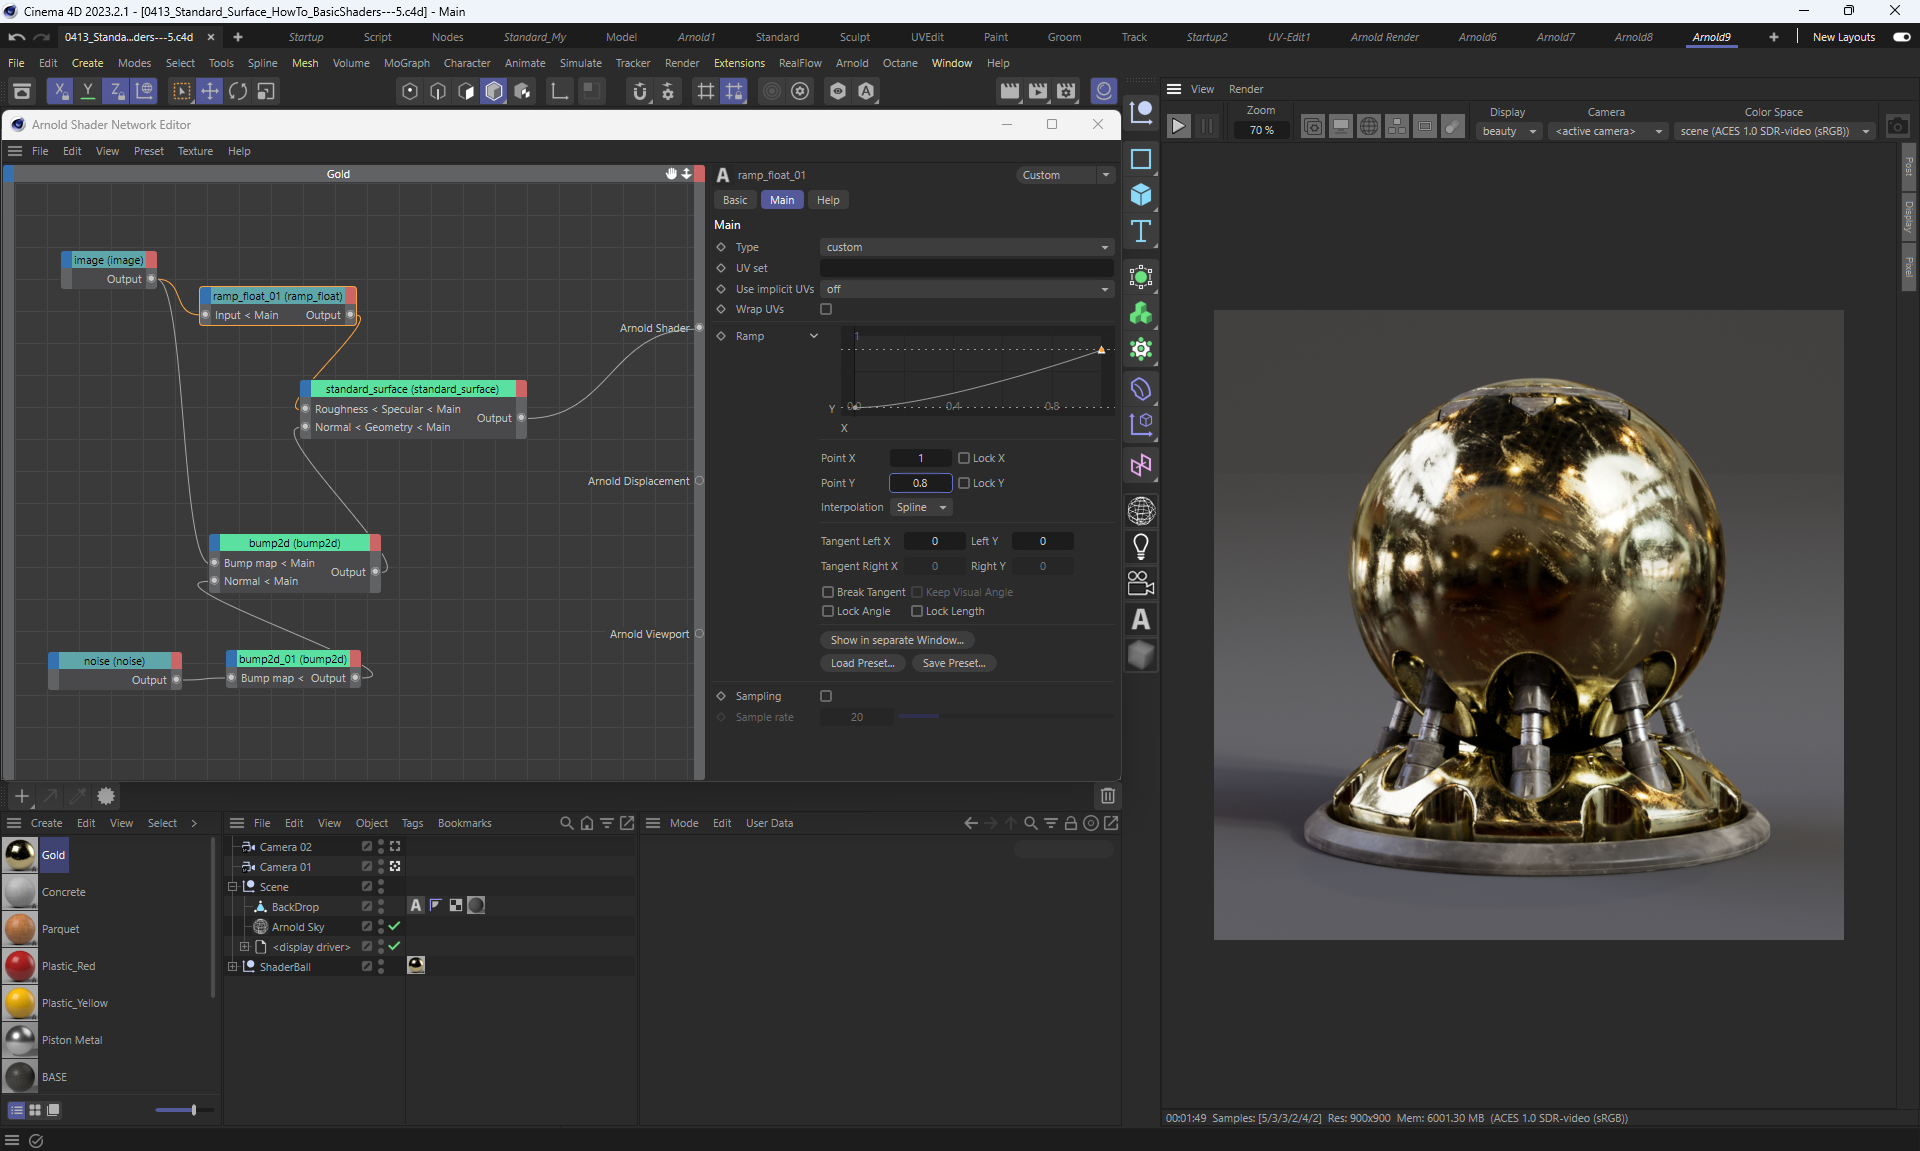 Cinema 4D 2023.2.1 - [0413_Standard_Surface_HowTo_BasicShaders---5.c4d] - Main
0413_Standa...ders---5.c4d
Startup Script Nodes Standard_My Model Arnold1 Standard Sculpt UVEdit Paint Groom Track Startup2 UV-Edit1 Arnold Render Arnold6 Arnold7 Arnold8 Arnold9 New Layouts
File Edit Create Modes Select Tools Spline Mesh Volume MoGraph Character Animate Simulate Tracker Render Extensions RealFlow Arnold Octane Window Help
View Render
Zoom
70 %
Display
beauty
Camera
<active camera>
Color Space
scene (ACES 1.0 SDR-video (sRGB))
Post
Display
Pixel
Arnold Shader Network Editor
File Edit View Preset Texture Help
Gold
image (image)
Output
ramp_float_01 (ramp_float)
Input < Main Output
standard_surface (standard_surface)
Roughness < Specular < Main
Output
Normal < Geometry < Main
Arnold Shader
Arnold Displacement
Arnold Viewport
bump2d (bump2d)
Bump map < Main
Output
Normal < Main
noise (noise)
Output
bump2d_01 (bump2d)
Bump map < Output
ramp_float_01
Custom
Basic Main Help
Main
Type custom
UV set
Use implicit UVs off
Wrap UVs
Ramp
1
Y 0.0 0.4 0.8
X
Point X 1 Lock X
Point Y 0.8 Lock Y
Interpolation Spline
Tangent Left X 0 Left Y 0
Tangent Right X 0 Right Y 0
Break Tangent Keep Visual Angle
Lock Angle Lock Length
Show in separate Window...
Load Preset... Save Preset...
Sampling
Sample rate 20
Create Edit View Select >
Gold
Concrete
Parquet
Plastic_Red
Plastic_Yellow
Piston Metal
BASE
File Edit View Object Tags Bookmarks
Camera 02
Camera 01
Scene
BackDrop
Arnold Sky
<display driver>
ShaderBall
Mode Edit User Data
00:01:49 Samples: [5/3/3/2/4/2] Res: 900x900 Mem: 6001.30 MB (ACES 1.0 SDR-video (sRGB))